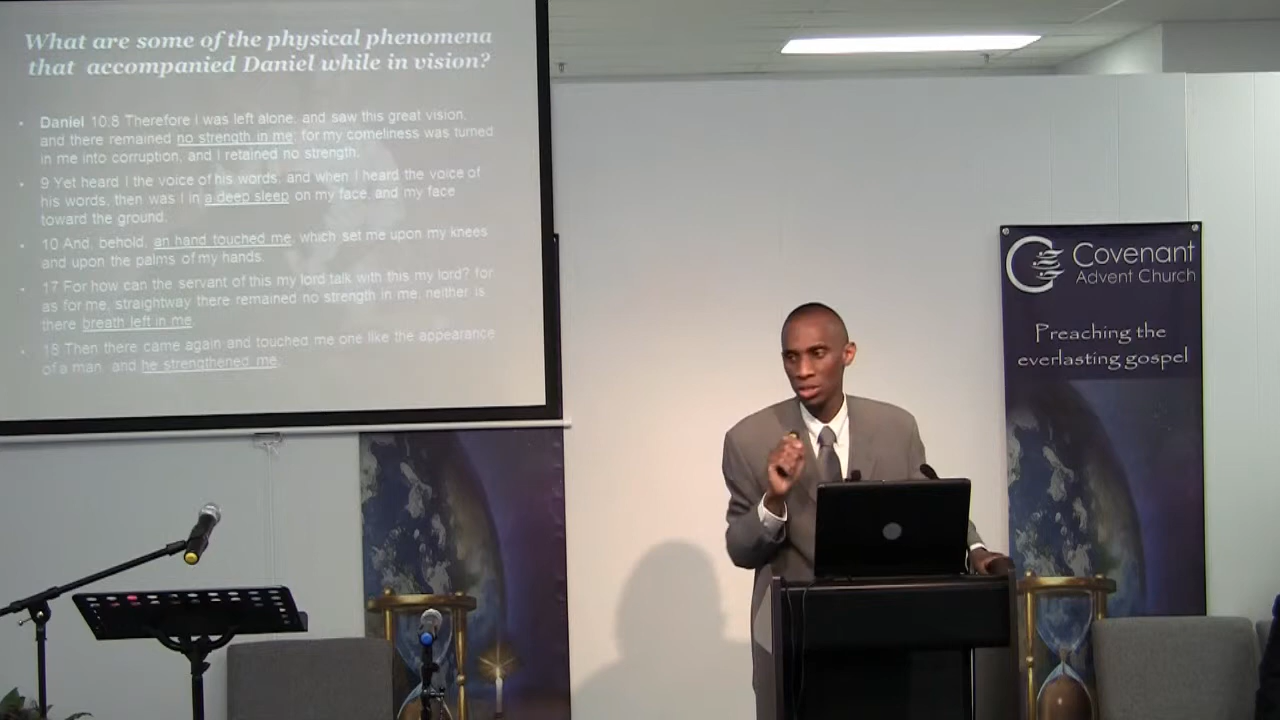 What are some of the physical phenomena
that accompanied Daniel while in vision?
• Daniel 10:8 Therefore I was left alone, and saw this great vision,
and there remained no strength in me: for my comeliness was turned
in me into corruption, and I retained no strength.
• 9 Yet heard I the voice of his words: and when I heard the voice of
his words, then was I in a deep sleep on my face, and my face
toward the ground.
• 10 And, behold, an hand touched me, which set me upon my knees
and upon the palms of my hands.
• 17 For how can the servant of this my lord talk with this my lord? for
as for me, straightway there remained no strength in me, neither is
there breath left in me.
• 18 Then there came again and touched me one like the appearance
of a man, and he strengthened me,
Covenant
Advent Church
Preaching the
everlasting gospel